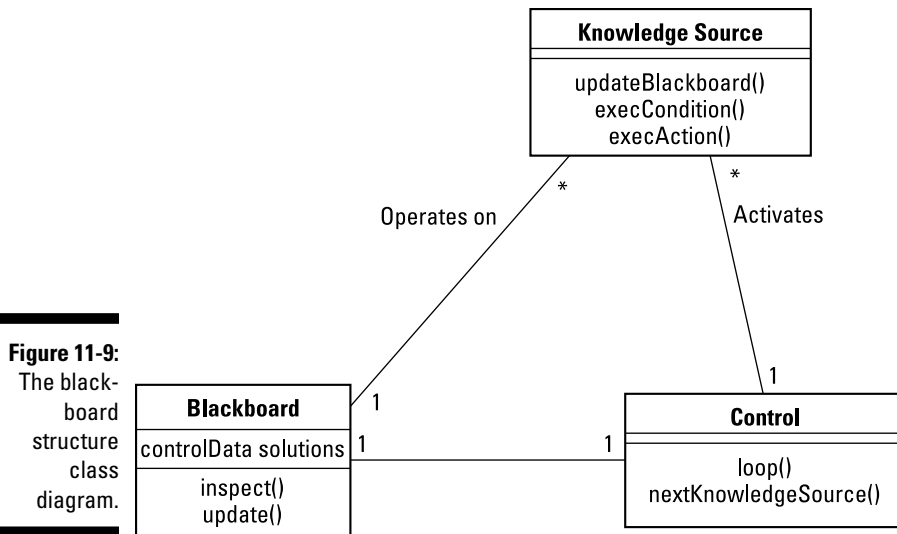 Knowledge Source
updateBlackboard()
execCondition()
execAction()
*
*
Operates on
Activates
Figure 11-9:
The black-
board
structure
class
diagram.
1
1
Blackboard
controlData solutions
1
1
inspect()
update()
Control
loop()
nextKnowledgeSource()